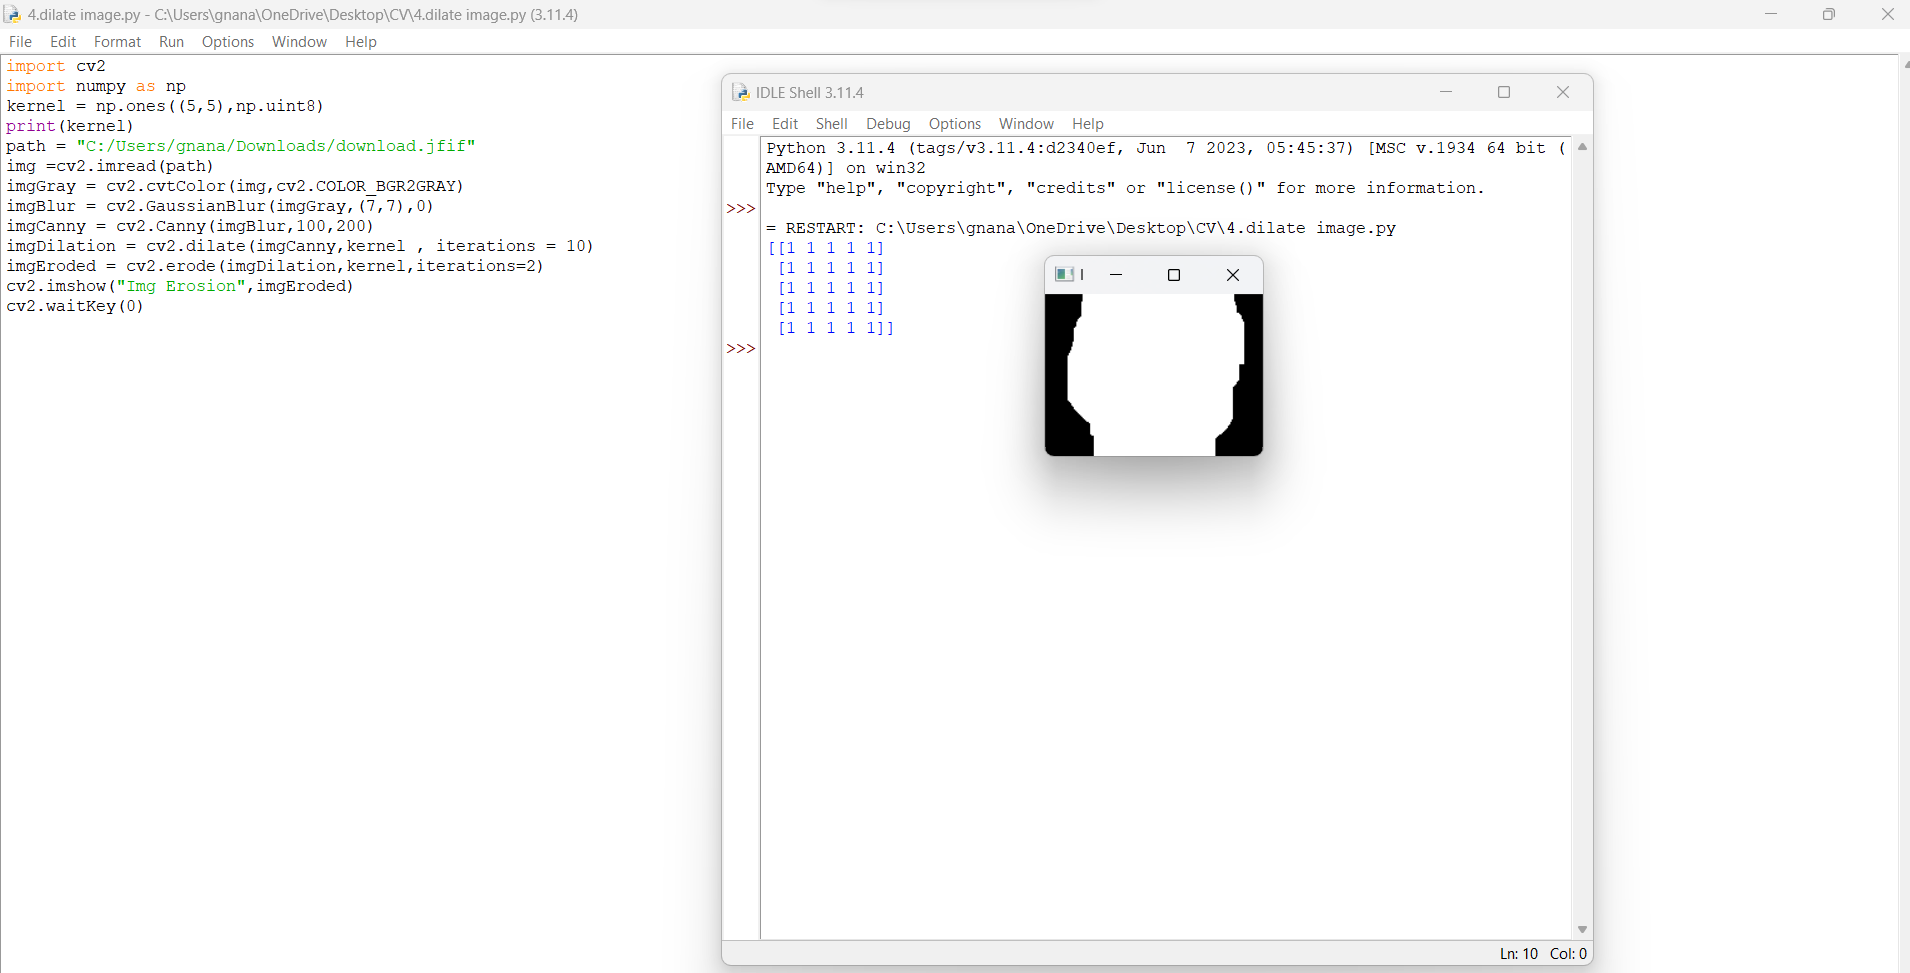 4.dilate image.py - C:\Users\gnana\OneDrive\Desktop\CV\4.dilate image.py (3.11.4)
File Edit Format Run Options Window Help
import cv2
import numpy as np
kernel = np.ones((5,5),np.uint8)
print(kernel)
path = "C:/Users/gnana/Downloads/download.jfif"
img =cv2.imread(path)
imgGray = cv2.cvtColor(img,cv2.COLOR_BGR2GRAY)
imgBlur = cv2.GaussianBlur(imgGray,(7,7),0)
imgCanny = cv2.Canny(imgBlur,100,200)
imgDilation = cv2.dilate(imgCanny,kernel , iterations = 10)
imgEroded = cv2.erode(imgDilation,kernel,iterations=2)
cv2.imshow("Img Erosion",imgEroded)
cv2.waitKey(0)
IDLE Shell 3.11.4
File Edit Shell Debug Options Window Help
Python 3.11.4 (tags/v3.11.4:d2340ef, Jun  7 2023, 05:45:37) [MSC v.1934 64 bit (
AMD64)] on win32
Type "help", "copyright", "credits" or "license()" for more information.
>>>
= RESTART: C:\Users\gnana\OneDrive\Desktop\CV\4.dilate image.py
[[1 1 1 1 1]
 [1 1 1 1 1]
 [1 1 1 1 1]
 [1 1 1 1 1]
 [1 1 1 1 1]]
>>>
I
Ln: 10 Col: 0